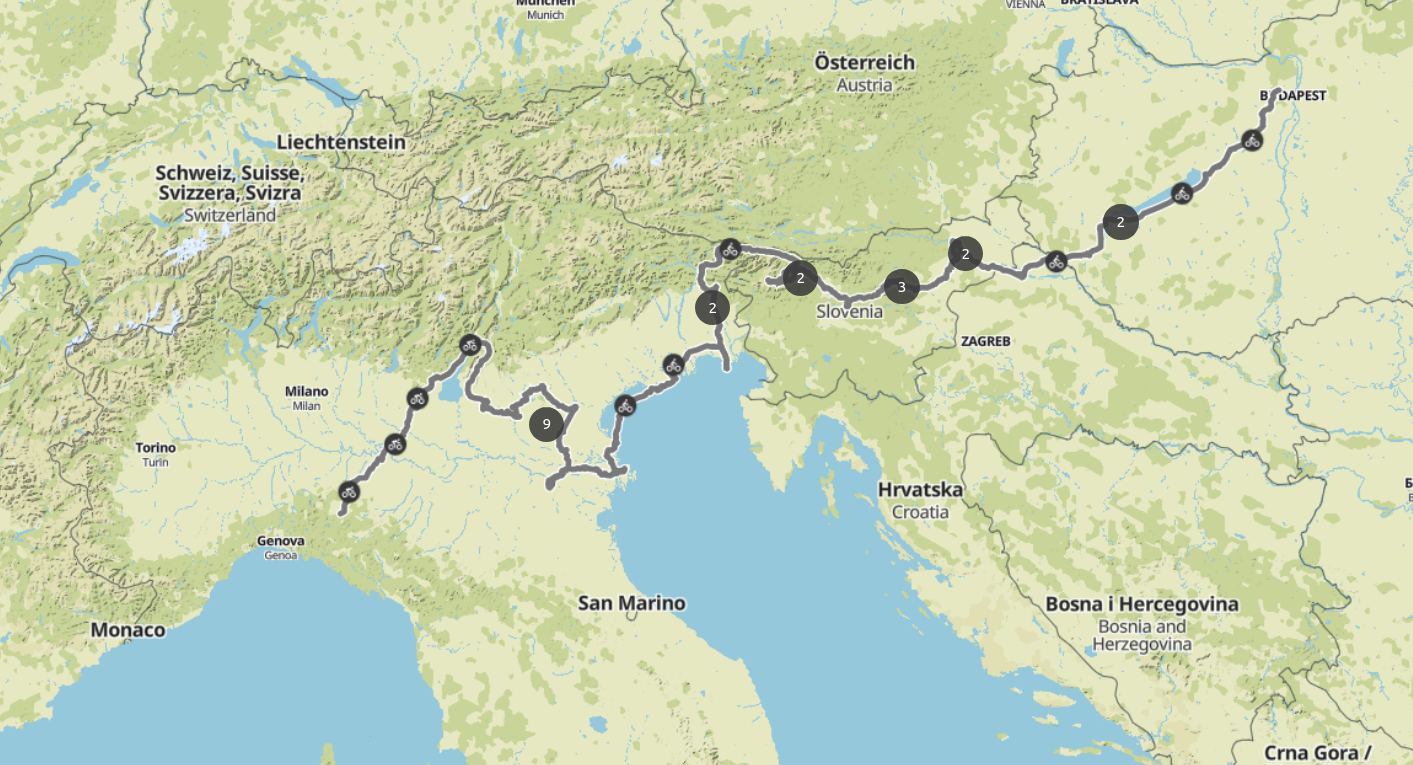 München
Munich
VIENNA
BRATISLAVA
Österreich
Austria
BUDAPEST
Liechtenstein
Schweiz, Suisse,
Svizzera, Svizra
Switzerland
2
2
2
3
2
Slovenia
ZAGREB
Milano
Milan
9
Torino
Turin
Hrvatska
Croatia
Genova
Genoa
San Marino
Bosna i Hercegovina
Bosnia and
Herzegovina
Monaco
Crna Gora /